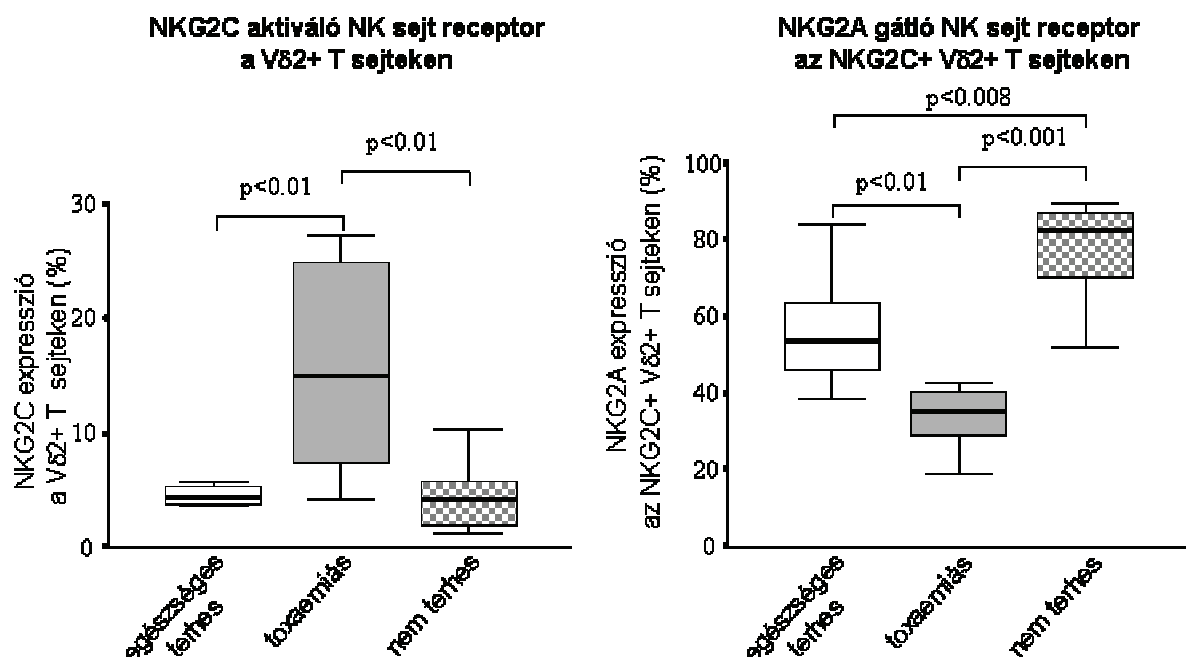 NKG2C aktiváló NK sejt receptor
a Vδ2+ T sejteken
p<0.01
p<0.01
30
20
10
0
NKG2C expresszió
a Vδ2+ T sejteken (%)
egészséges
terhes
toxaemiás
nem terhes
NKG2A gátló NK sejt receptor
az NKG2C+ Vδ2+ T sejteken
p<0.008
p<0.001
p<0.01
100
80
60
40
20
0
NKG2A expresszió
az NKG2C+ Vδ2+ T sejteken (%)
egészséges
terhes
toxaemiás
nem terhes